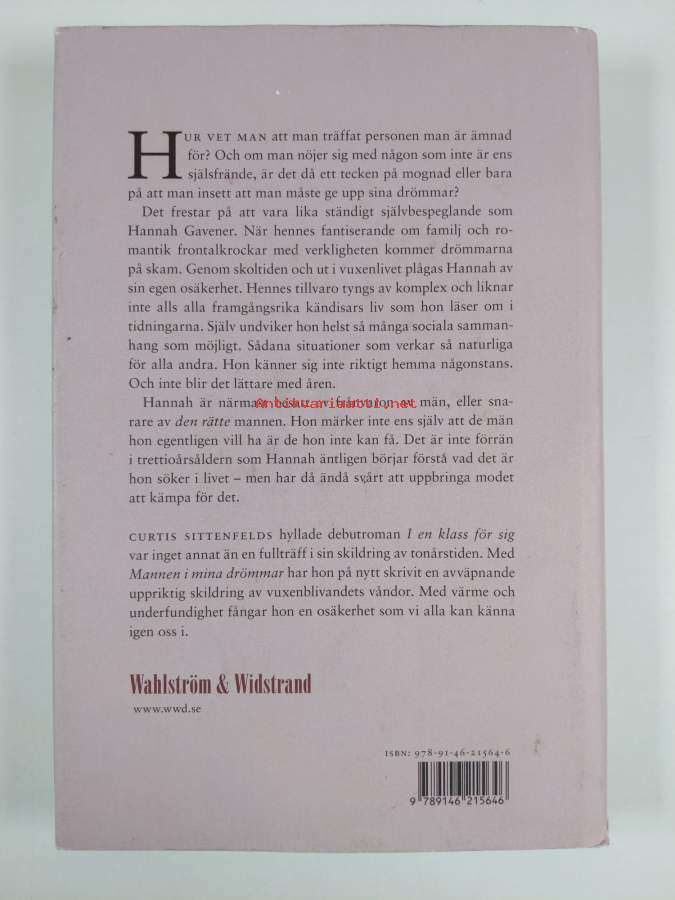 HUR VET MAN att man träffat personen man är ämnad
för? Och om man nöjer sig med någon som inte är ens
själsfrände, är det då ett tecken på mognad eller bara
på att man insett att man måste ge upp sina drömmar?
Det frestar på att vara lika ständigt självbespeglande som
Hannah Gavener. När hennes fantiserande om familj och ro-
mantik frontalkrockar med verkligheten kommer drömmarna
på skam. Genom skoltiden och ut i vuxenlivet plågas Hannah av
sin egen osäkerhet. Hennes tillvaro tyngs av komplex och liknar
inte alls alla framgångsrika kändisars liv som hon läser om i
tidningarna. Själv undviker hon helst så många sociala samman-
hang som möjligt. Sådana situationer som verkar så naturliga
för alla andra. Hon känner sig inte riktigt hemma någonstans.
Och inte blir det lättare med åren.
Hannah är närmast besatt av frånvaron av män, eller sna-
Antikvariaatti.net
rare av den rätte mannen. Hon märker inte ens själv att de män
hon egentligen vill ha är de hon inte kan få. Det är inte förrän
i trettioårsåldern som Hannah äntligen börjar förstå vad det är
hon söker i livet – men har då ändå svårt att uppbringa modet
att kämpa för det.
CURTIS SITTENFELDS hyllade debutroman I en klass för sig
var inget annat än en fullträff i sin skildring av tonårstiden. Med
Mannen i mina drömmar har hon på nytt skrivit en avväpnande
uppriktig skildring av vuxenblivandets våndor. Med värme och
underfundighet fångar hon en osäkerhet som vi alla kan känna
igen oss i.
Wahlström & Widstrand
www.wwd.se
ISBN: 978-91-46-21564-6
9 789146 215646